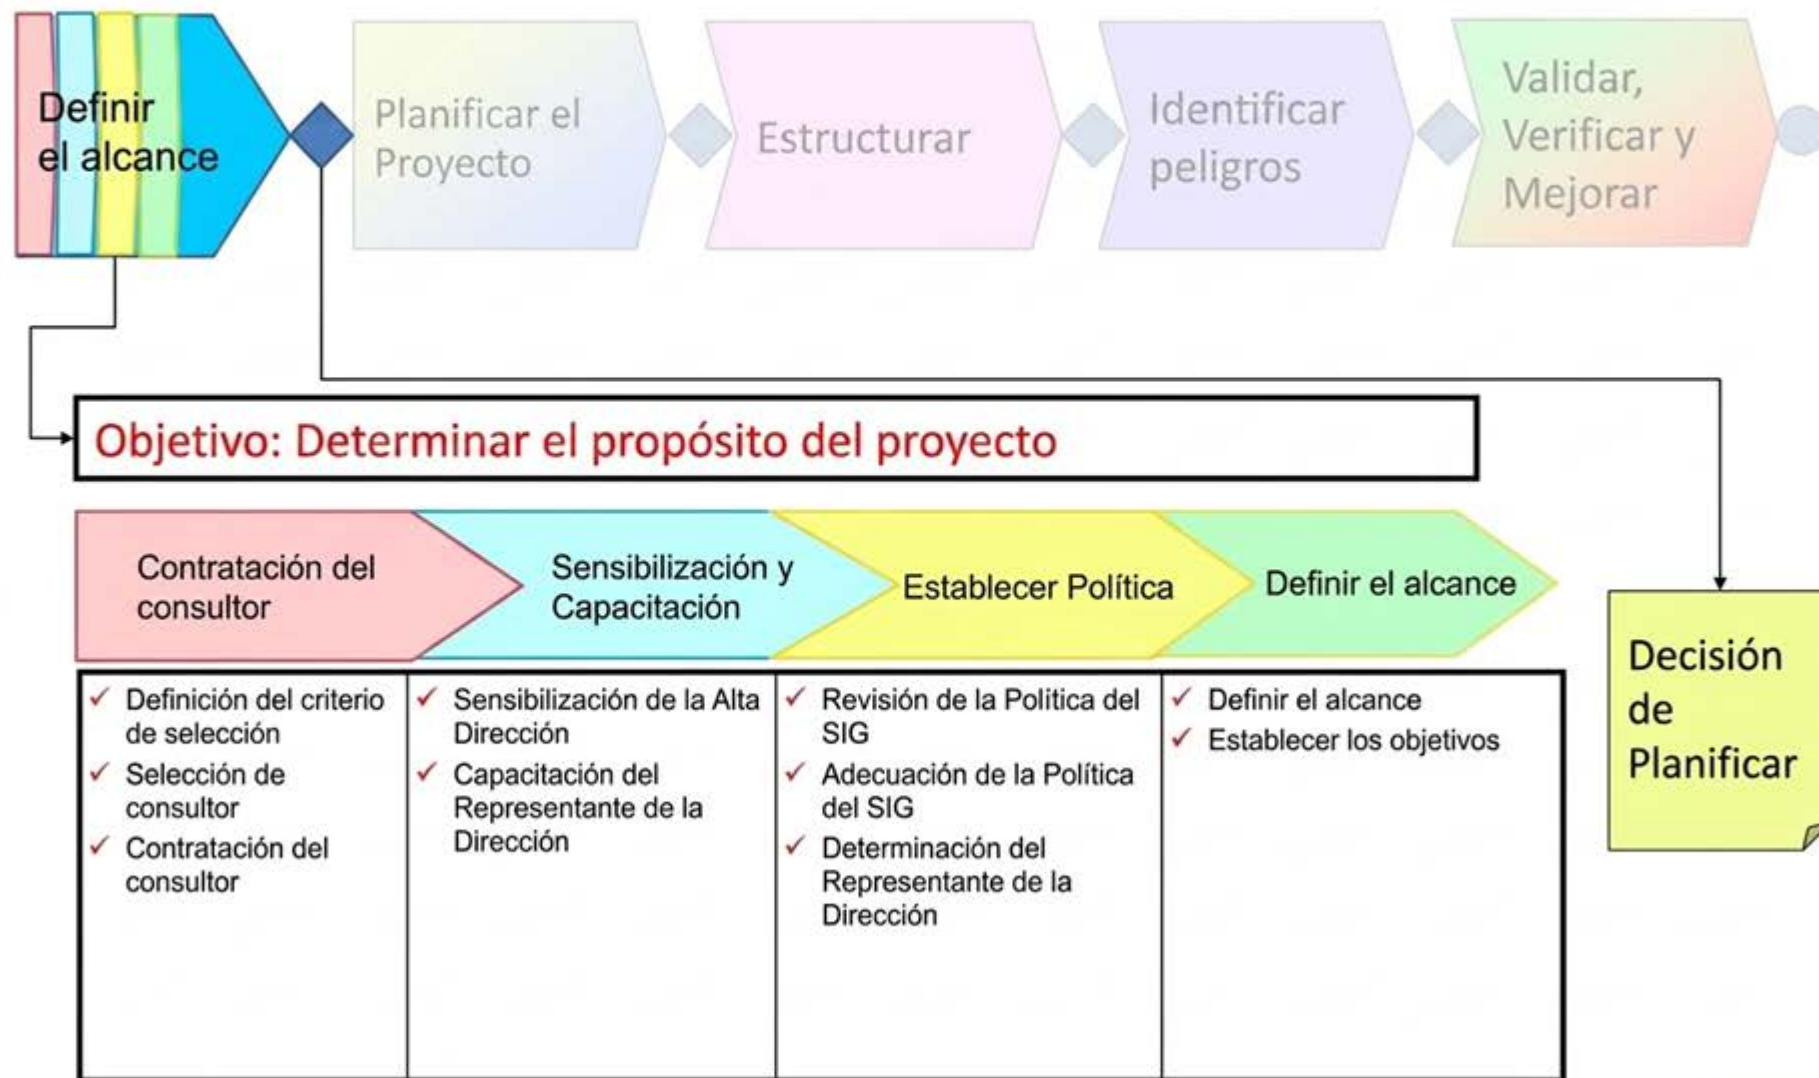 Definir
el alcance
Planificar el
Proyecto
Estructurar
Identificar
peligros
Validar,
Verificar y
Mejorar
Objetivo: Determinar el propósito del proyecto
Contratación del
consultor
Sensibilización y
Capacitación
Establecer Política
Definir el alcance
✓ Definición del criterio
de selección
✓ Selección de
consultor
✓ Contratación del
consultor
✓ Sensibilización de la Alta
Dirección
✓ Capacitación del
Representante de la
Dirección
✓ Revisión de la Política del
SIG
✓ Adecuación de la Política
del SIG
✓ Determinación del
Representante de la
Dirección
✓ Definir el alcance
✓ Establecer los objetivos
Decisión
de
Planificar